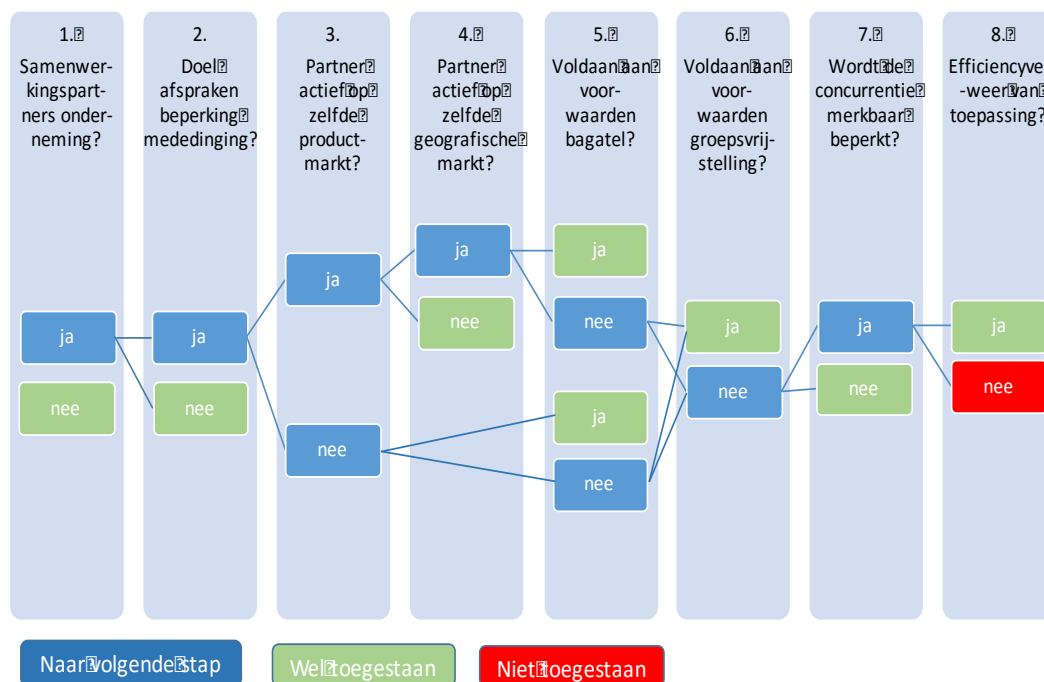 1.
Samenwer-
kingspart-
ners onder-
neming?
2.
Doel
afspraken
beperking
mededinging?
3.
Partner
actief op
zelfde
product-
markt?
4.
Partner
actief op
zelfde
geografische
markt?
5.
Voldaan aan
voor-
waarden
bagatel?
6.
Voldaan aan
voor-
waarden
groepsvrij-
stelling?
7.
Wordt de
concurrentie
merkbaar
beperkt?
8.
Efficiencyve
-weer van
toepassing?
ja
nee
ja
nee
ja
nee
ja
nee
ja
nee
ja
nee
ja
nee
ja
nee
ja
nee
Naar volgende stap
Wel toegestaan
Niet toegestaan